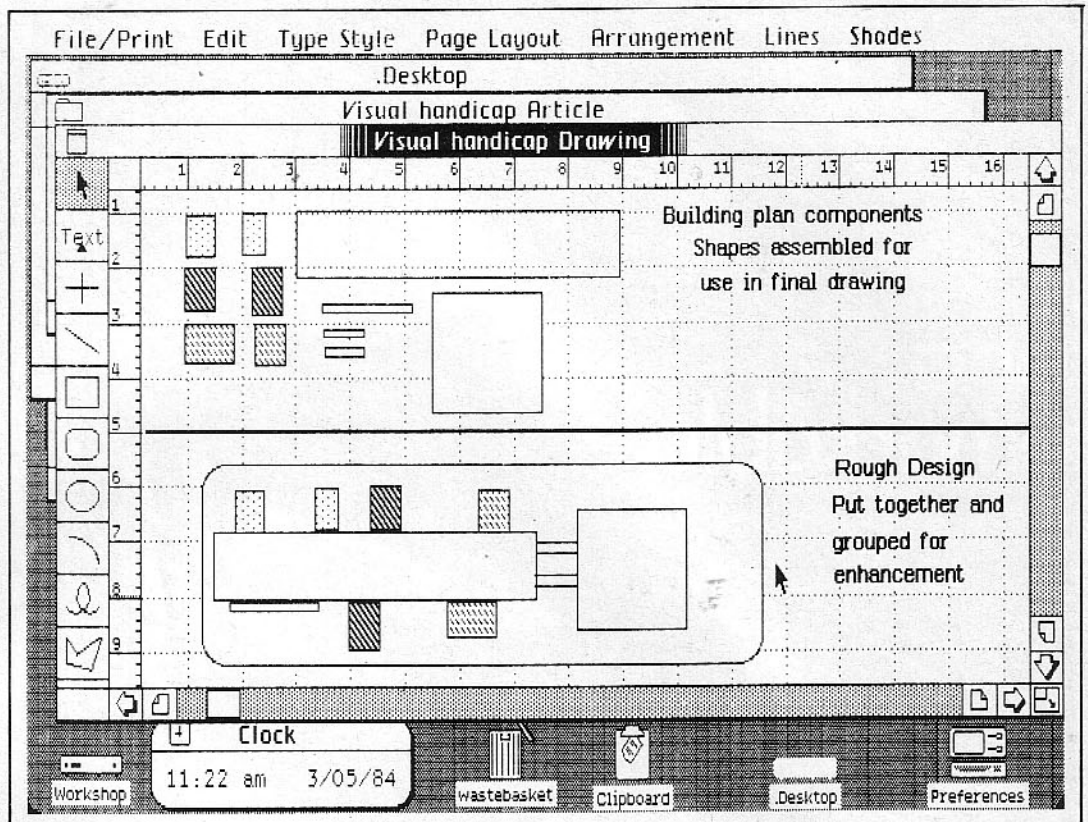 File/Print Edit Type Style Page Layout Arrangement Lines Shades
.Desktop
Visual handicap Article
Visual handicap Drawing
1 2 3 4 5 6 7 8 9 10 11 12 13 14 15 16
Text
1
2
3
4
5
6
7
8
9
Building plan components
Shapes assembled for
use in final drawing
Rough Design
Put together and
grouped for
enhancement
Clock
11:22 am 3/05/84
Workshop
wastebasket
Clipboard
.Desktop
Preferences